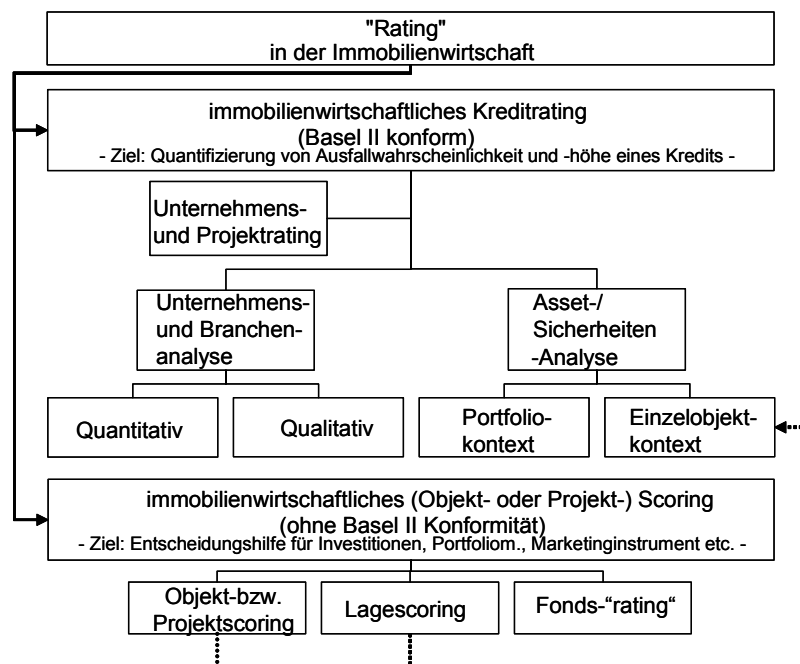 "Rating"
in der Immobilienwirtschaft
immobilienwirtschaftliches Kreditrating
(Basel II konform)
- Ziel: Quantifizierung von Ausfallwahrscheinlichkeit und -höhe eines Kredits -
Unternehmens-
und Projektrating
Unternehmens-
und Branchen-
analyse
Asset-/
Sicherheiten
-Analyse
Quantitativ
Qualitativ
Portfolio-
kontext
Einzelobjekt-
kontext
immobilienwirtschaftliches (Objekt- oder Projekt-) Scoring
(ohne Basel II Konformität)
- Ziel: Entscheidungshilfe für Investitionen, Portfoliom., Marketinginstrument etc. -
Objekt-bzw.
Projektscoring
Lagescoring
Fonds-“rating“